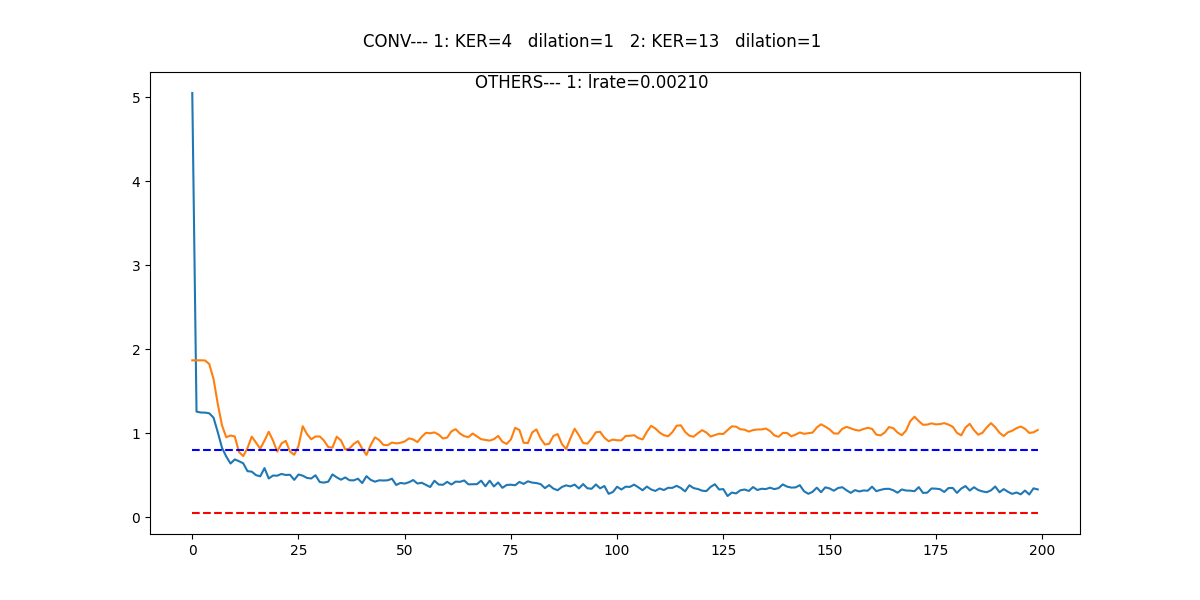 CONV--- 1: KER=4   dilation=1   2: KER=13   dilation=1
OTHERS--- 1: lrate=0.00210
5
4
3
2
1
0
0 25 50 75 100 125 150 175 200